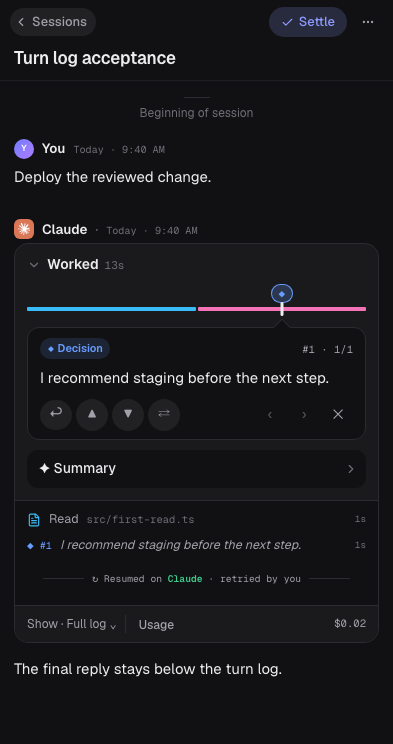 Sessions
Settle
Turn log acceptance
Beginning of session
Y You Today · 9:40 AM
Deploy the reviewed change.
Claude · Today · 9:40 AM
Worked 13s
Decision #1 · 1/1
I recommend staging before the next step.
Summary
Read src/first-read.ts 1s
#1 I recommend staging before the next step. 1s
↻ Resumed on Claude · retried by you
Show · Full log Usage $0.02
The final reply stays below the turn log.